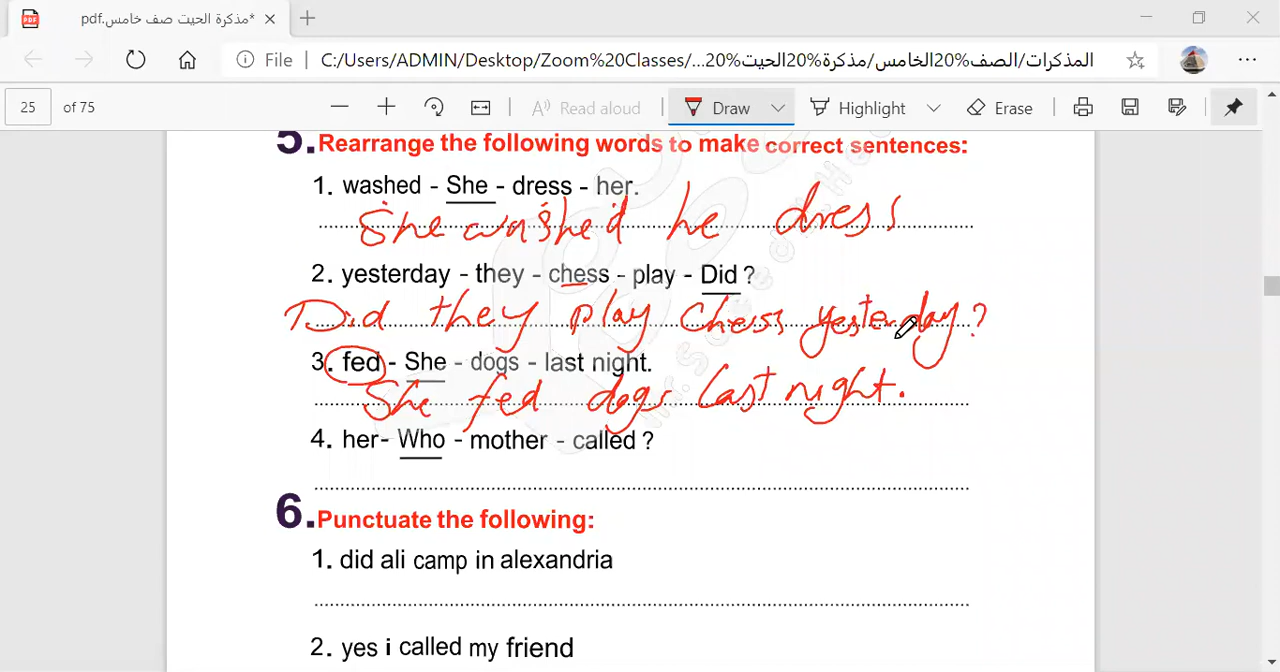 *مذكرة الحيت صف خامس.pdf
File C:/Users/ADMIN/Desktop/Zoom%20Classes/المذكرات/الصف%20الخامس/مذكرة%20الحيت%20...
25 of 75 Read aloud Draw Highlight Erase
5. Rearrange the following words to make correct sentences:
1. washed - She - dress - her.
She washed he dress
2. yesterday - they - chess - play - Did ?
Did they play chess yesterday ?
3. fed - She - dogs - last night.
She fed dogs last night.
4. her- Who - mother - called ?
6. Punctuate the following:
1. did ali camp in alexandria
2. yes i called my friend